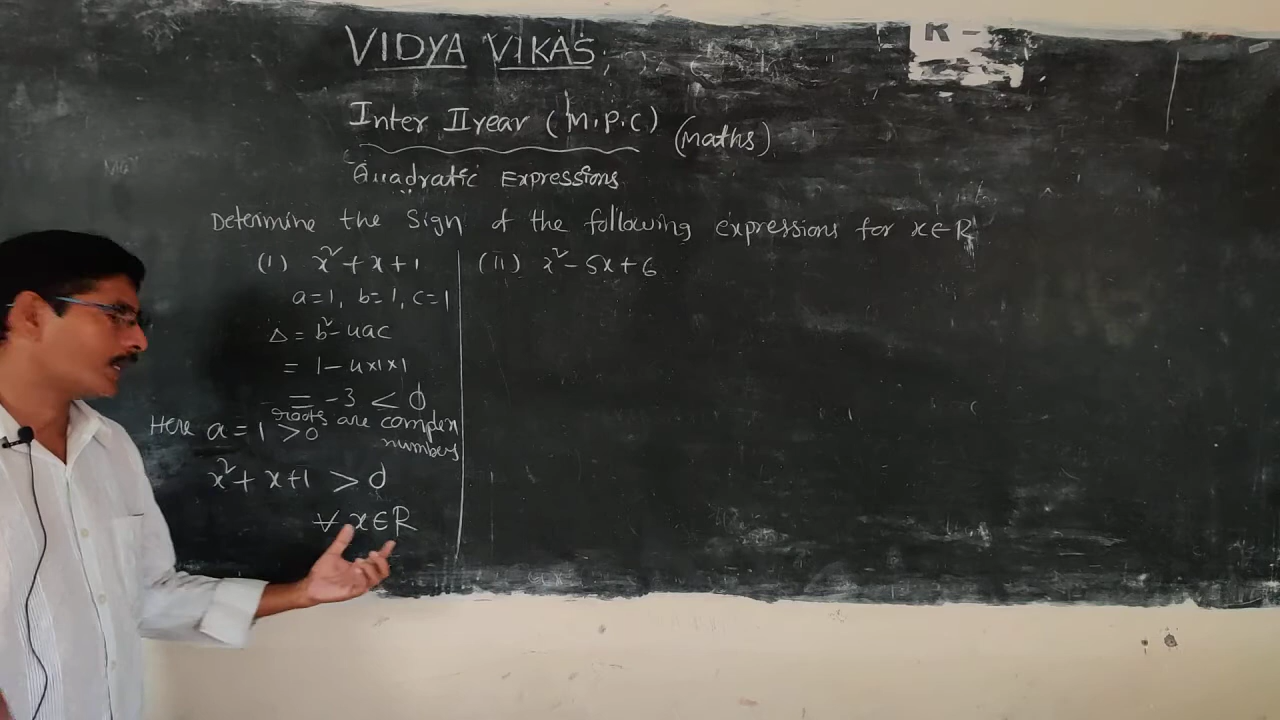 R -
VIDYA VIKAS
Inter II year (M.P.C) (maths)
Quadratic Expressions
Determine the Sign of the following expressions for x∈R
(i) x²+x+1
a=1, b=1, c=1
Δ = b²-4ac
= 1-4×1×1
= -3 < 0
roots are complex
numbers
Here a=1 >0
x²+x+1 > 0
∀ x∈R
(ii) x²-5x+6